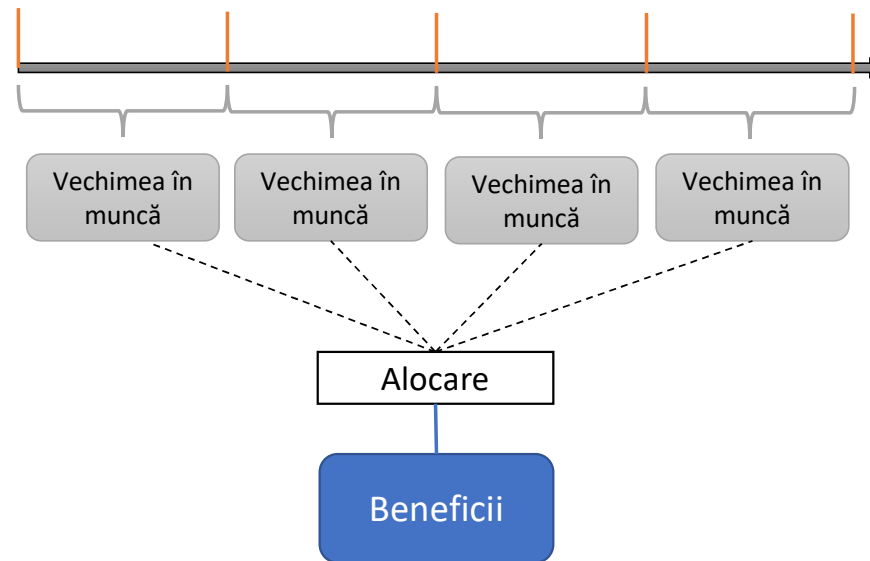 Vechimea în
muncă
Vechimea în
muncă
Vechimea în
muncă
Vechimea în
muncă
Alocare
Beneficii